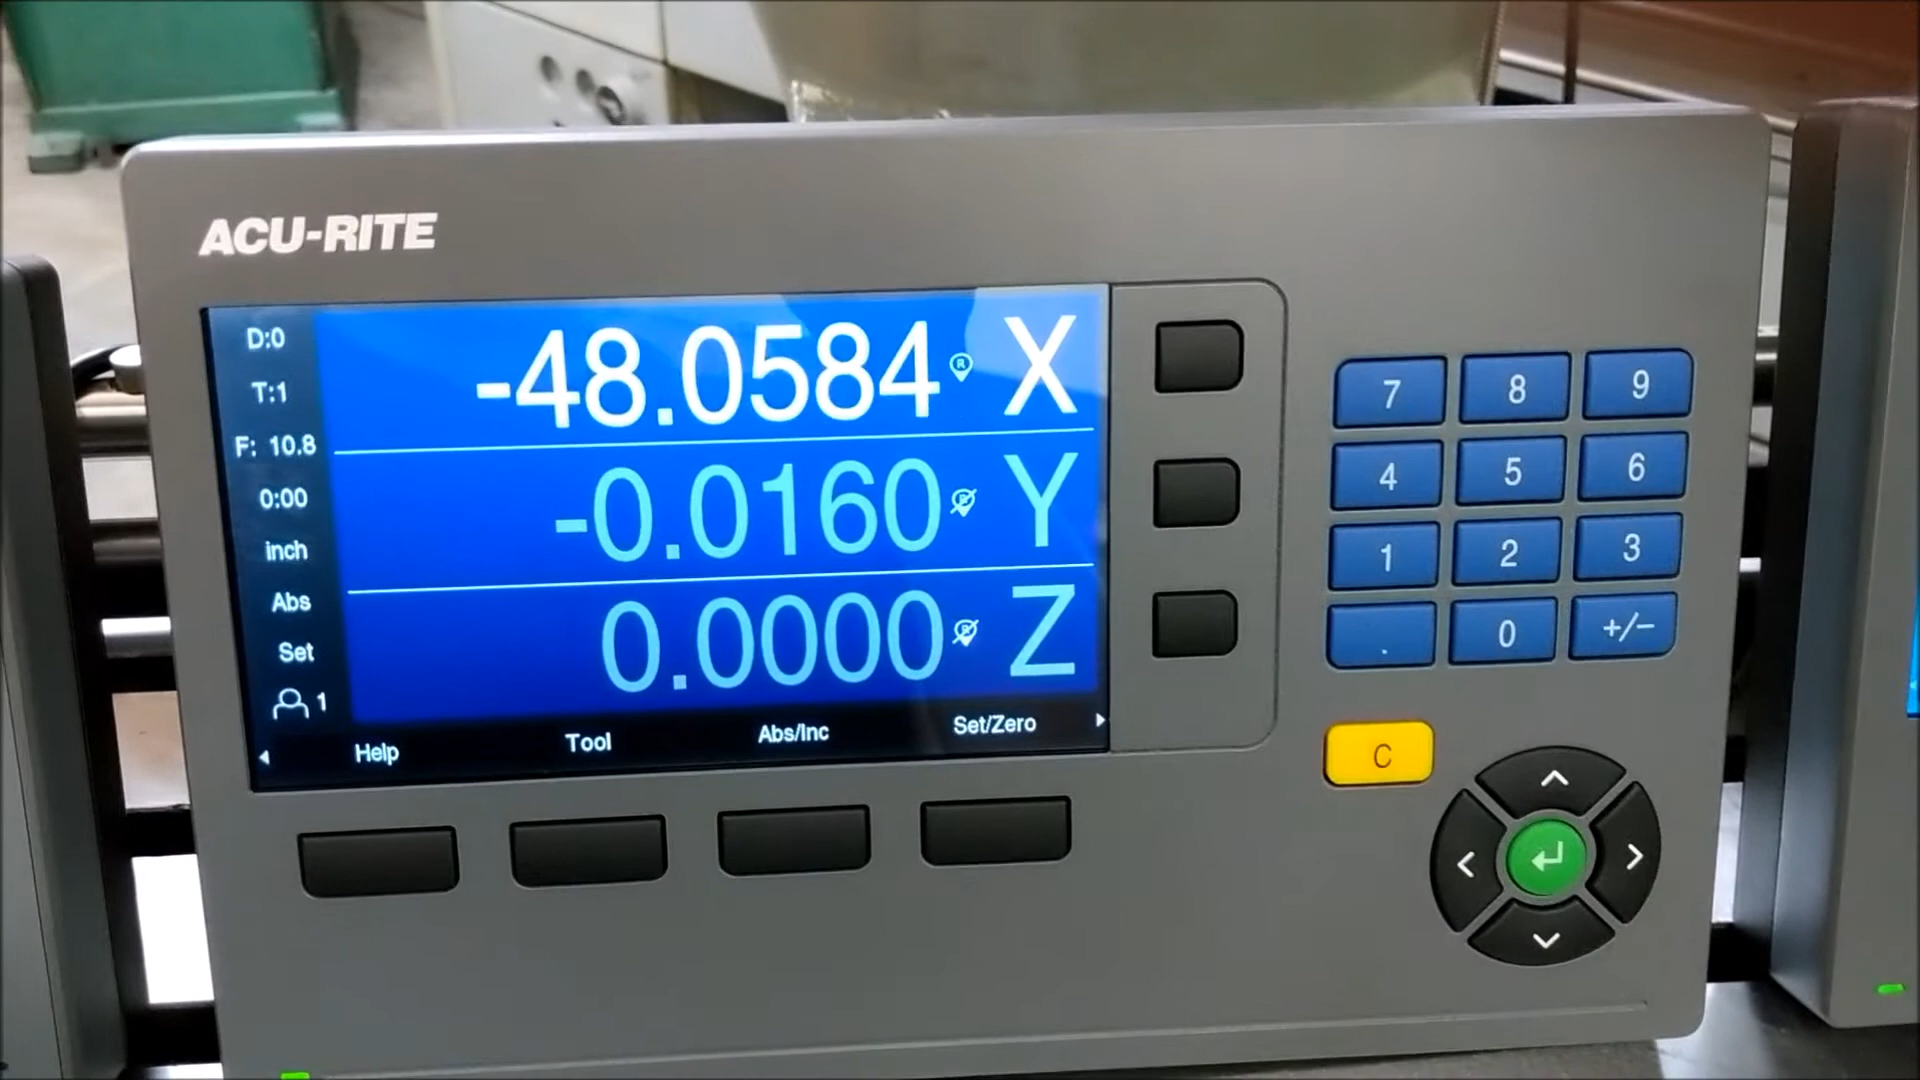 ACU-RITE
D:0
T:1
F: 10.8
0:00
inch
Abs
Set
1
-48.0584 R X
-0.0160 R Y
0.0000 R Z
Help Tool Abs/Inc Set/Zero
7 8 9
4 5 6
1 2 3
. 0 +/-
C